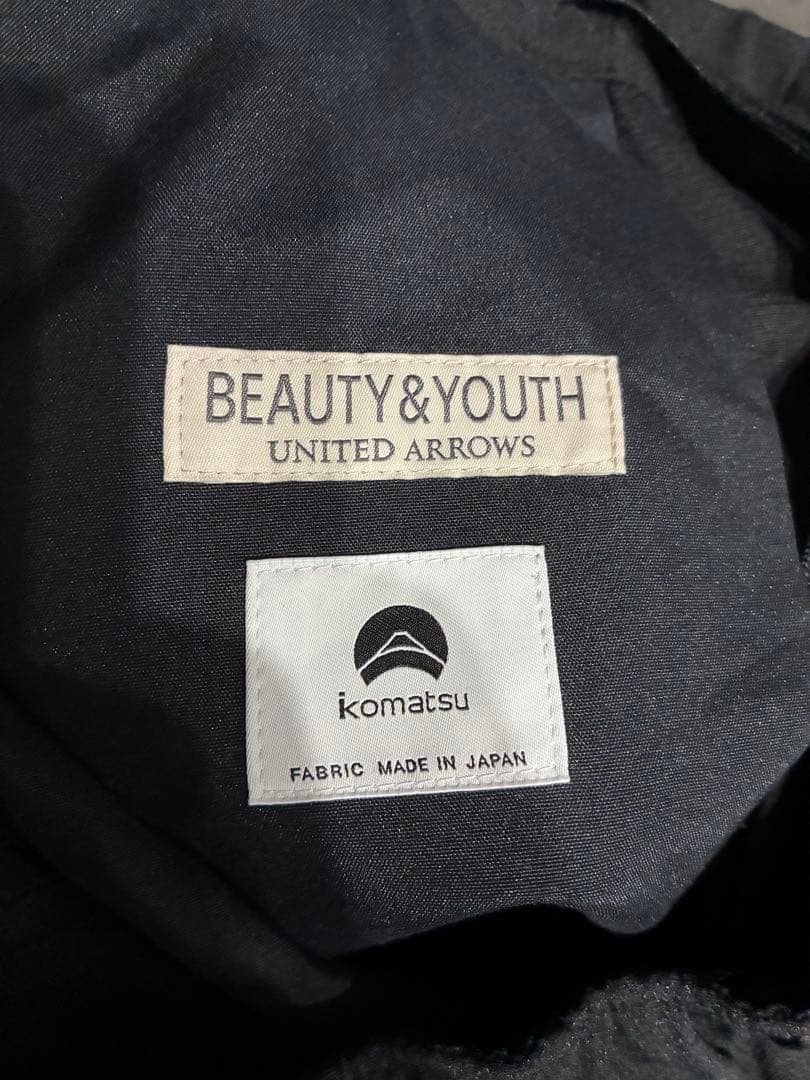 BEAUTY&YOUTH
UNITED ARROWS
komatsu
FABRIC MADE IN JAPAN